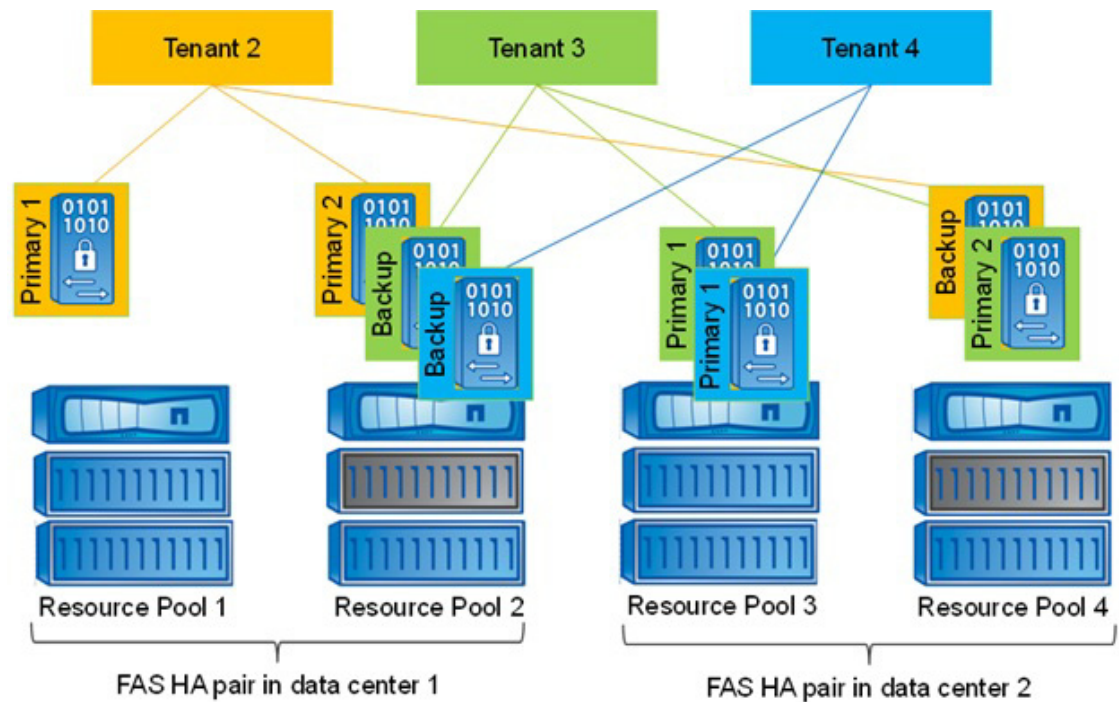 Tenant 2
Tenant 3
Tenant 4
Primary 1
0101
1010
Primary 2
0101
1010
Backup
0101
1010
Backup
0101
1010
Primary 1
0101
Primary 1
0101
1010
Backup
0101
Primary 2
0101
1010
Resource Pool 1
Resource Pool 2
Resource Pool 3
Resource Pool 4
FAS HA pair in data center 1
FAS HA pair in data center 2